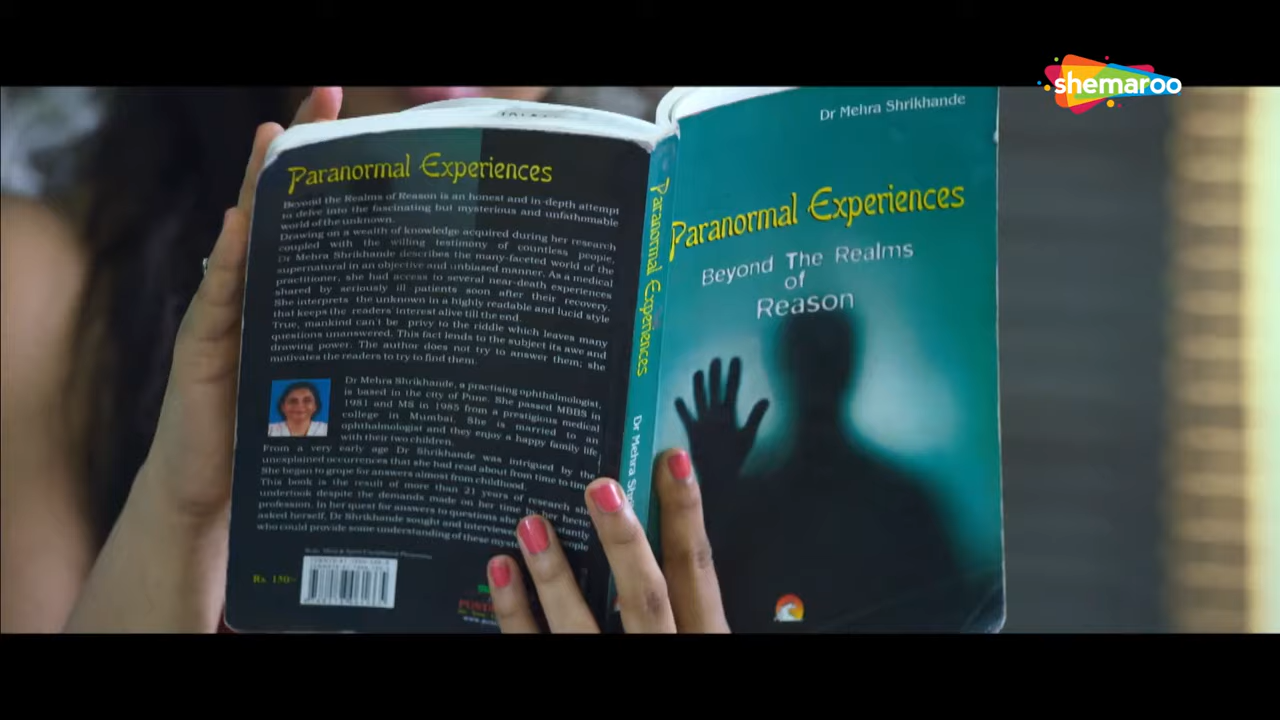 shemaroo
Paranormal Experiences
Beyond the Realms of Reason is an honest and in-depth attempt
to delve into the fascinating but mysterious and unfathomable
world of the unknown.
Drawing on a wealth of knowledge acquired during her research
coupled with the willing testimony of countless people,
Dr Mehra Shrikhande describes the many-faceted world of the
supernatural in an objective and unbiased manner. As a medical
practitioner, she had access to several near-death experiences
shared by seriously ill patients soon after their recovery.
She interprets the unknown in a highly readable and lucid style
that keeps the readers' interest alive till the end.
True, mankind can't be privy to the riddle which leaves many
questions unanswered. This fact lends to the subject its awe and
drawing power. The author does not try to answer them; she
motivates the readers to try to find them.
Dr Mehra Shrikhande, a practising ophthalmologist,
is based in the city of Pune. She passed MBBS in
1981 and MS in 1985 from a prestigious medical
college in Mumbai. She is married to an
ophthalmologist and they enjoy a happy family life
with their two children.
From a very early age Dr Shrikhande was intrigued by the
unexplained occurrences that she had read about from time to time.
She began to grope for answers almost from childhood.
This book is the result of more than 21 years of research she
undertook despite the demands made on her time by her hectic
profession. In her quest for answers to questions she
asked herself, Dr Shrikhande sought and interviewed
who could provide some understanding of these
Rs. 150/-
Paranormal Experiences
Dr Mehra
Dr Mehra Shrikhande
Paranormal Experiences
Beyond The Realms
of
Reason